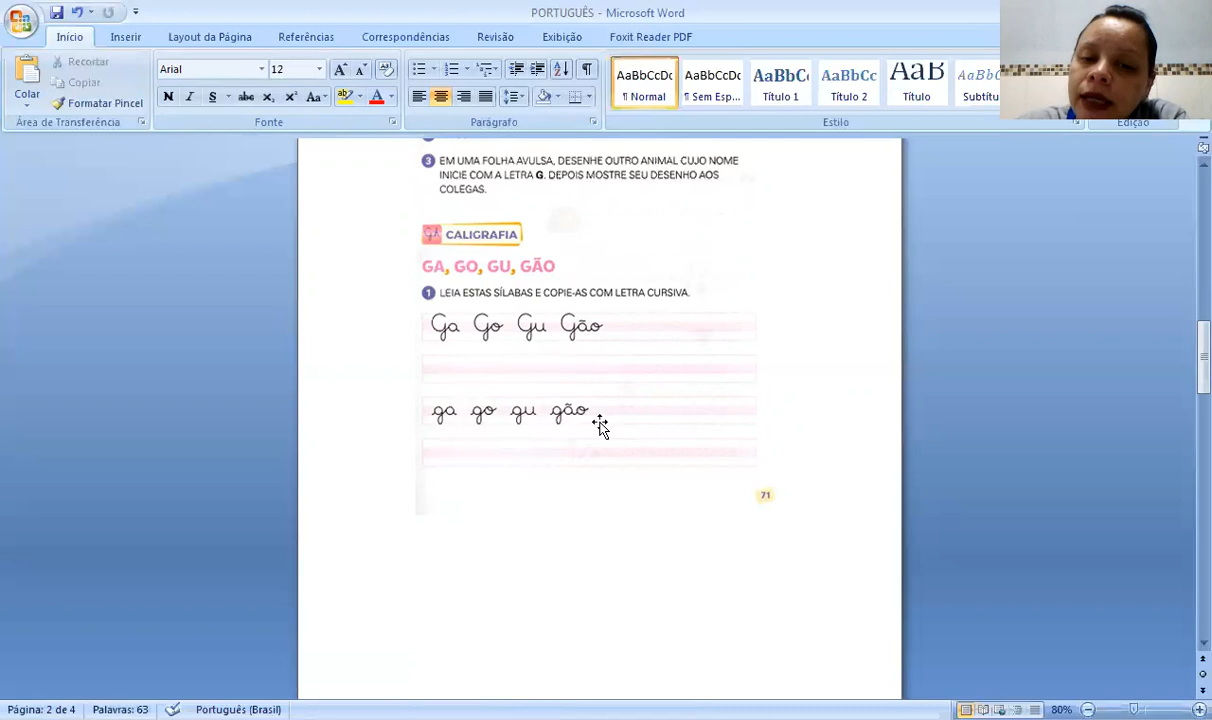 PORTUGUÊS - Microsoft Word
Início Inserir Layout da Página Referências Correspondências Revisão Exibição Foxit Reader PDF
Colar
Recortar
Copiar
Formatar Pincel
Área de Transferência
Arial 12
N I S abc x₂ x² Aa ab A
Fonte
Parágrafo
AaBbCcDc AaBbCcDc AaBbC AaBbCc AaB AaBbCc
¶ Normal ¶ Sem Esp... Título 1 Título 2 Título Subtítu
Estilo
Edição
3 EM UMA FOLHA AVULSA, DESENHE OUTRO ANIMAL CUJO NOME
INICIE COM A LETRA G. DEPOIS MOSTRE SEU DESENHO AOS
COLEGAS.
CALIGRAFIA
GA, GO, GU, GÃO
1 LEIA ESTAS SÍLABAS E COPIE-AS COM LETRA CURSIVA.
Ga Go Gu Gão
ga go gu gão
71
Página: 2 de 4 Palavras: 63 Português (Brasil) 80%